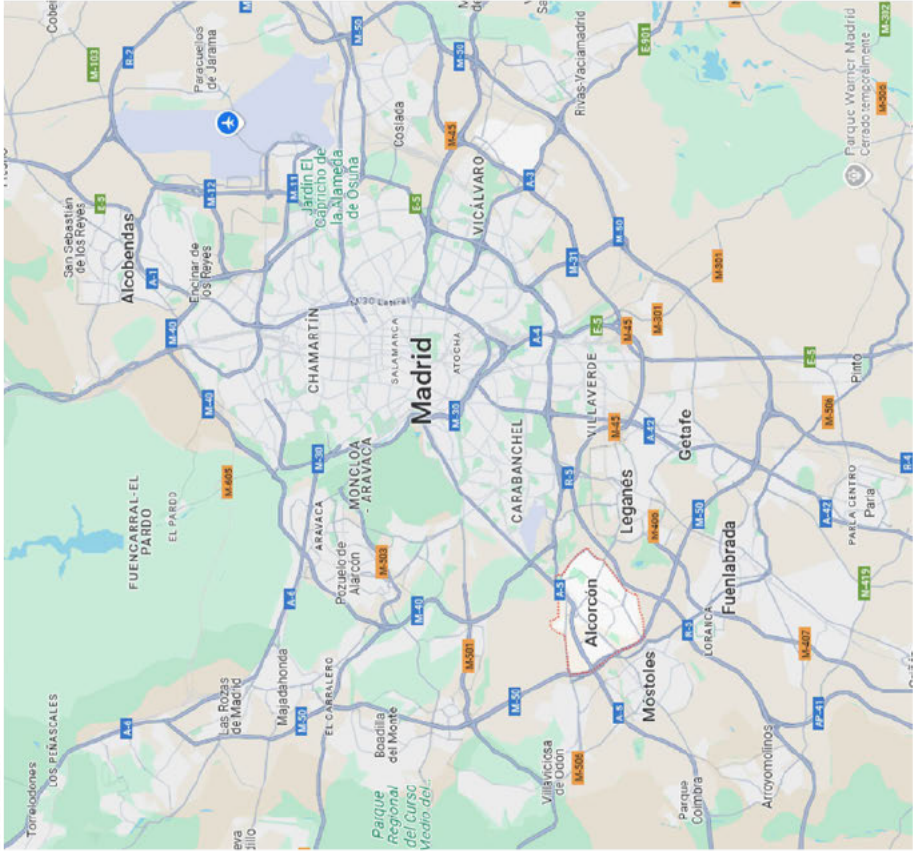 Torrelodones
LOS PEÑASCALES
A-6
Las Rozas
de Madrid
Majadahonda
M-50
EL CARRALERO
Boadilla
del Monte
Parque
Regional
del Curso
Medio del...
FUENCARRAL-EL
PARDO
EL PARDO
M-605
A-6
ARAVACA
Pozuelo de
Alarcón
M-503
MONCLOA
- ARAVACA
M-30
M-40
M-501
San Sebastián
de los Reyes
Alcobendas
A-1
E-5
M-40
M-40
Encinar de
los Reyes
M-12
M-11
M-103
R-2
Paracuellos
de Jarama
M-50
Jardín El
Capricho de
la Alameda
de Osuna
CHAMARTÍN
M-30 Lateral
SALAMANCA
Madrid
ATOCHA
M-30
E-5
Coslada
M-45
M-50
VICÁLVARO
A-3
Rivas-Vaciamadrid
E-901
M-832
M-506
Parque Warner Madrid
Cerrado temporalmente
CARABANCHEL
A-4
M-31
M-50
R-5
VILLAVERDE
E-5
M-45
M-301
M-301
M-45
A-42
Leganés
Getafe
M-406
M-50
A-5
Alcorcón
M-50
Villaviciosa
de Odón
M-506
A-5
Móstoles
R-5
LORANCA
Fuenlabrada
E-5
Pinto
M-506
R-4
A-42
PARLA CENTRO
Parla
N-419
M-407
AP-41
Arroyomolinos
Parque
Coimbra